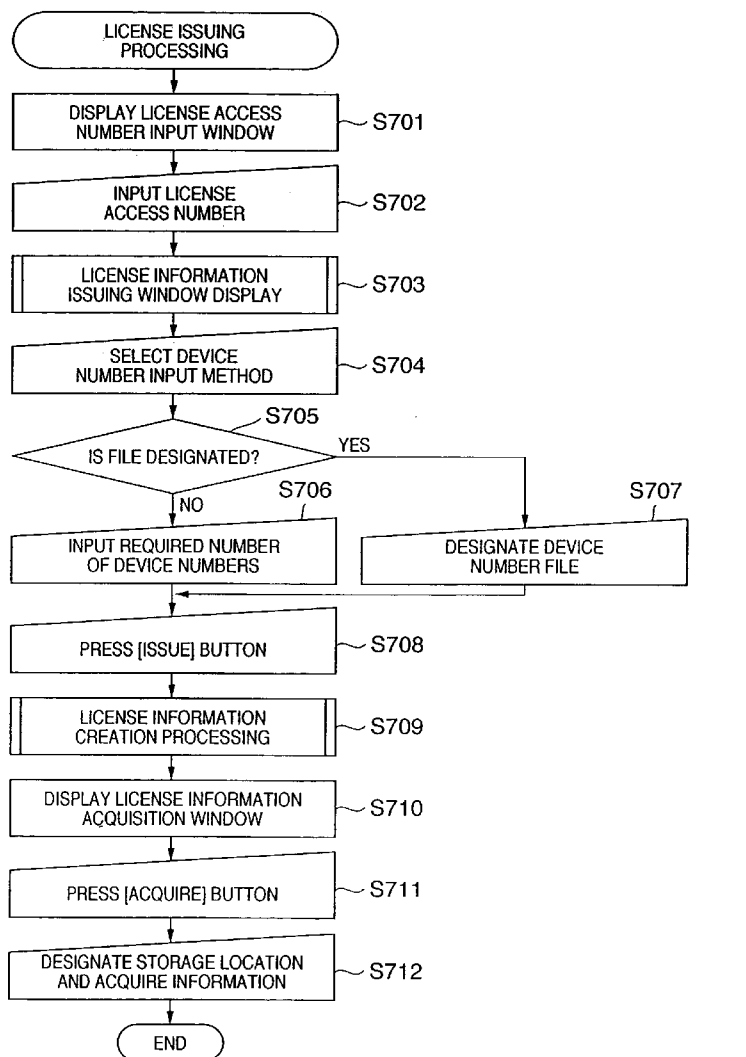 LICENSE ISSUING
PROCESSING
DISPLAY LICENSE ACCESS
NUMBER INPUT WINDOW
S701
INPUT LICENSE
ACCESS NUMBER
S702
LICENSE INFORMATION
ISSUING WINDOW DISPLAY
S703
SELECT DEVICE
NUMBER INPUT METHOD
S704
S705
IS FILE DESIGNATED?
YES
NO
S706
INPUT REQUIRED NUMBER
OF DEVICE NUMBERS
S707
DESIGNATE DEVICE
NUMBER FILE
PRESS [ISSUE] BUTTON
S708
LICENSE INFORMATION
CREATION PROCESSING
S709
DISPLAY LICENSE INFORMATION
ACQUISITION WINDOW
S710
PRESS [ACQUIRE] BUTTON
S711
DESIGNATE STORAGE LOCATION
AND ACQUIRE INFORMATION
S712
END